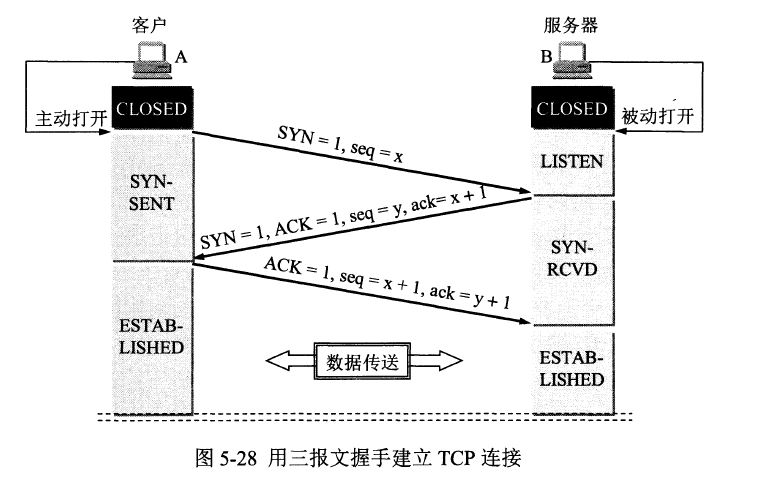 客户
服务器
A
B
CLOSED
CLOSED
主动打开
被动打开
SYN = 1, seq = x
LISTEN
SYN-
SENT
SYN = 1, ACK = 1, seq = y, ack= x + 1
SYN-
RCVD
ACK = 1, seq = x + 1, ack = y + 1
ESTAB-
LISHED
数据传送
ESTAB-
LISHED
图 5-28 用三报文握手建立 TCP 连接